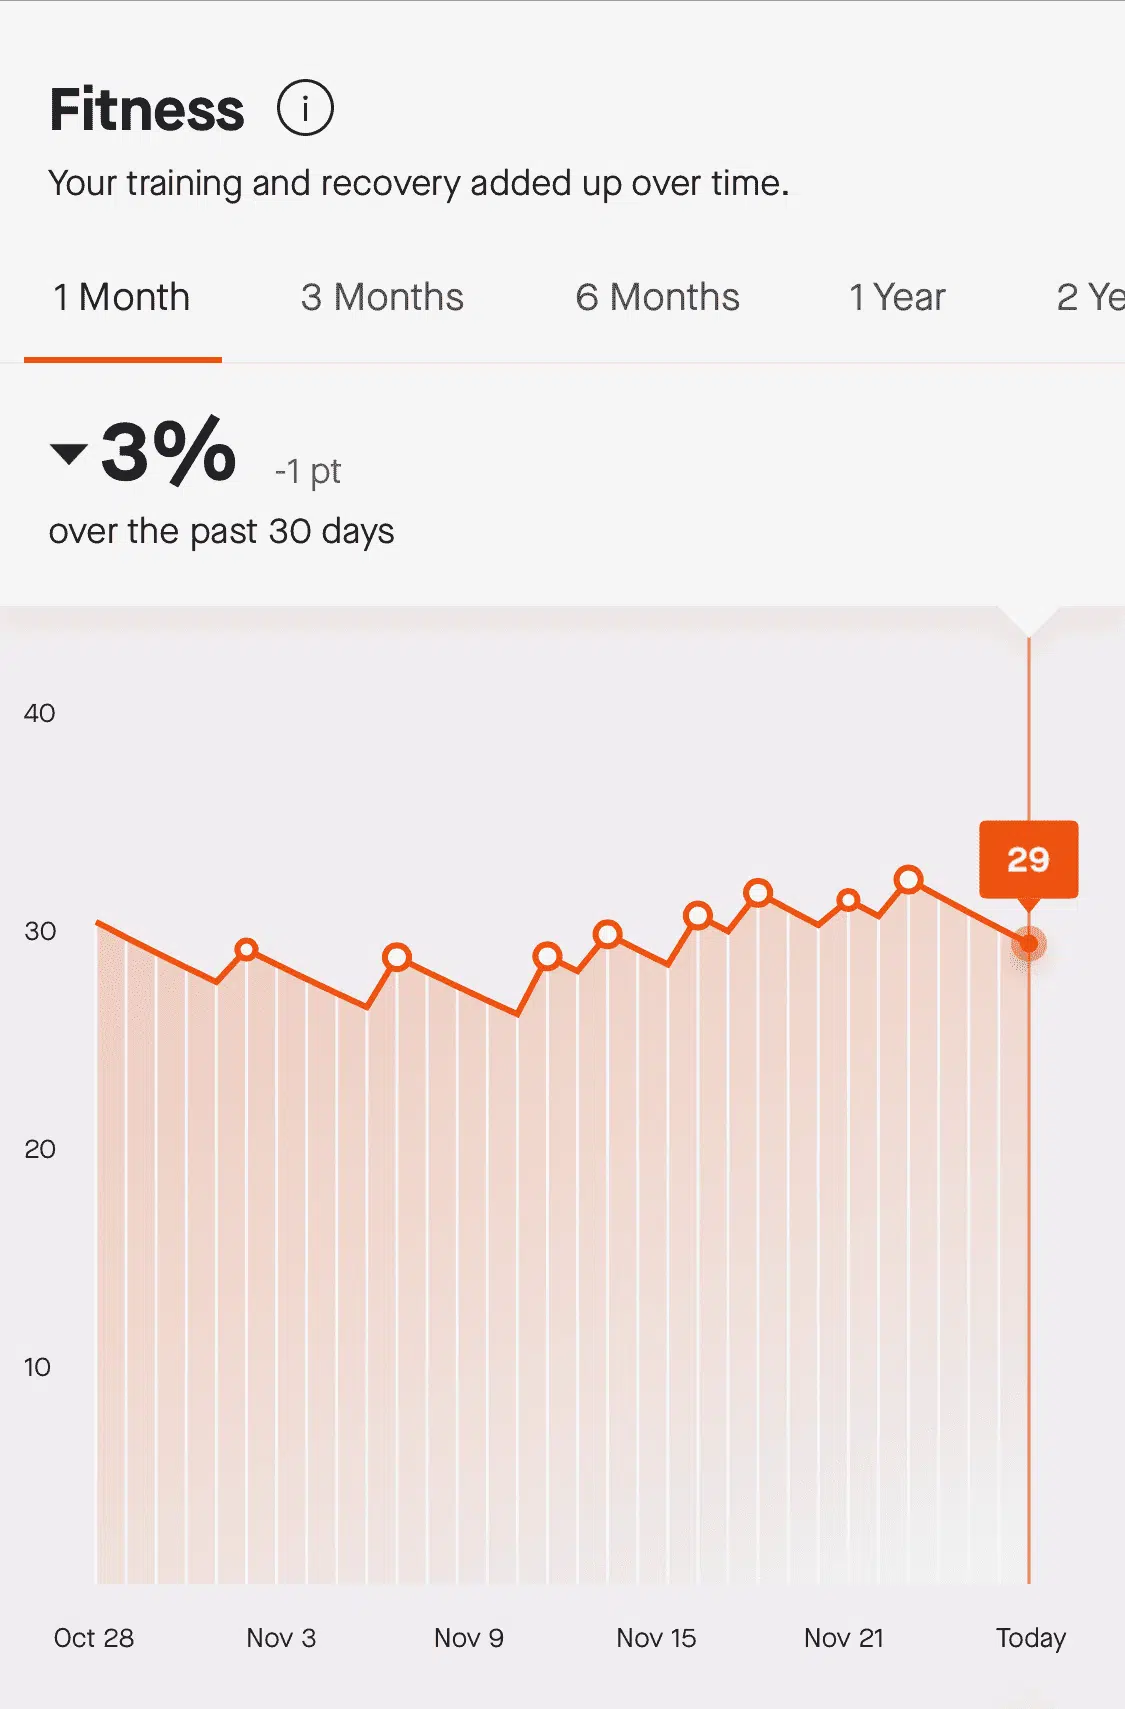 Fitness i
Your training and recovery added up over time.
1 Month 3 Months 6 Months 1 Year 2 Ye
3% -1 pt
over the past 30 days
40
29
30
20
10
Oct 28 Nov 3 Nov 9 Nov 15 Nov 21 Today